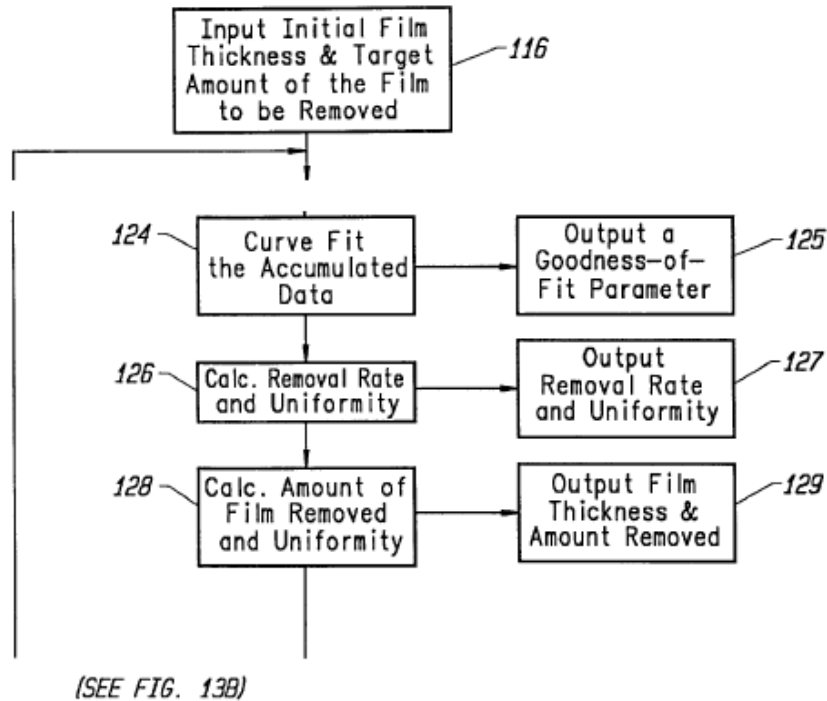 Input Initial Film
Thickness & Target
Amount of the Film
to be Removed
116
124
Curve Fit
the Accumulated
Data
Output a
Goodness-of-
Fit Parameter
125
126
Calc. Removal Rate
and Uniformity
Output
Removal Rate
and Uniformity
127
128
Calc. Amount of
Film Removed
and Uniformity
Output Film
Thickness &
Amount Removed
129
(SEE FIG. 13B)